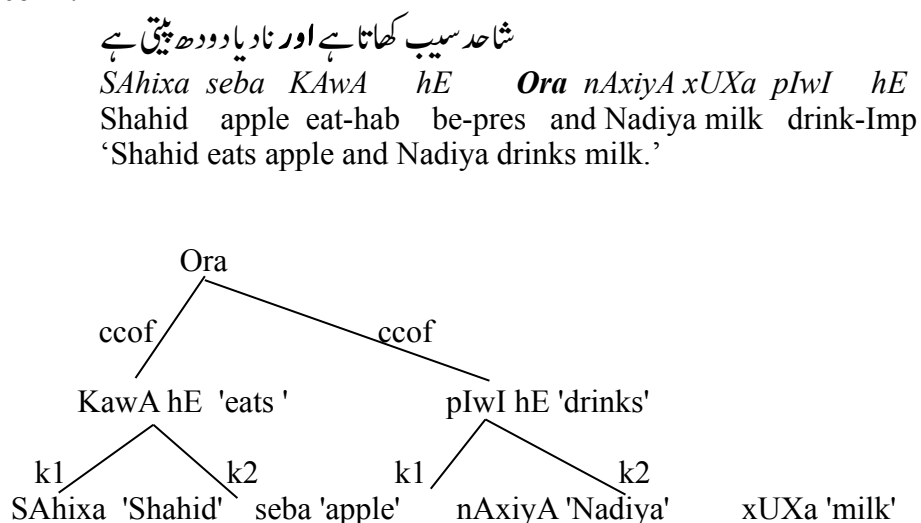 شاحد سیب کھاتا ہے اور نادیا دودھ پیتی ہے
SAhixa seba KAwA hE Ora nAxiyA xUXa pIwI hE
Shahid apple eat-hab be-pres and Nadiya milk drink-Imp
‘Shahid eats apple and Nadiya drinks milk.’
Ora
ccof ccof
KawA hE 'eats ' pIwI hE 'drinks'
k1 k2 k1 k2
SAhixa 'Shahid' seba 'apple' nAxiyA 'Nadiya' xUXa 'milk'